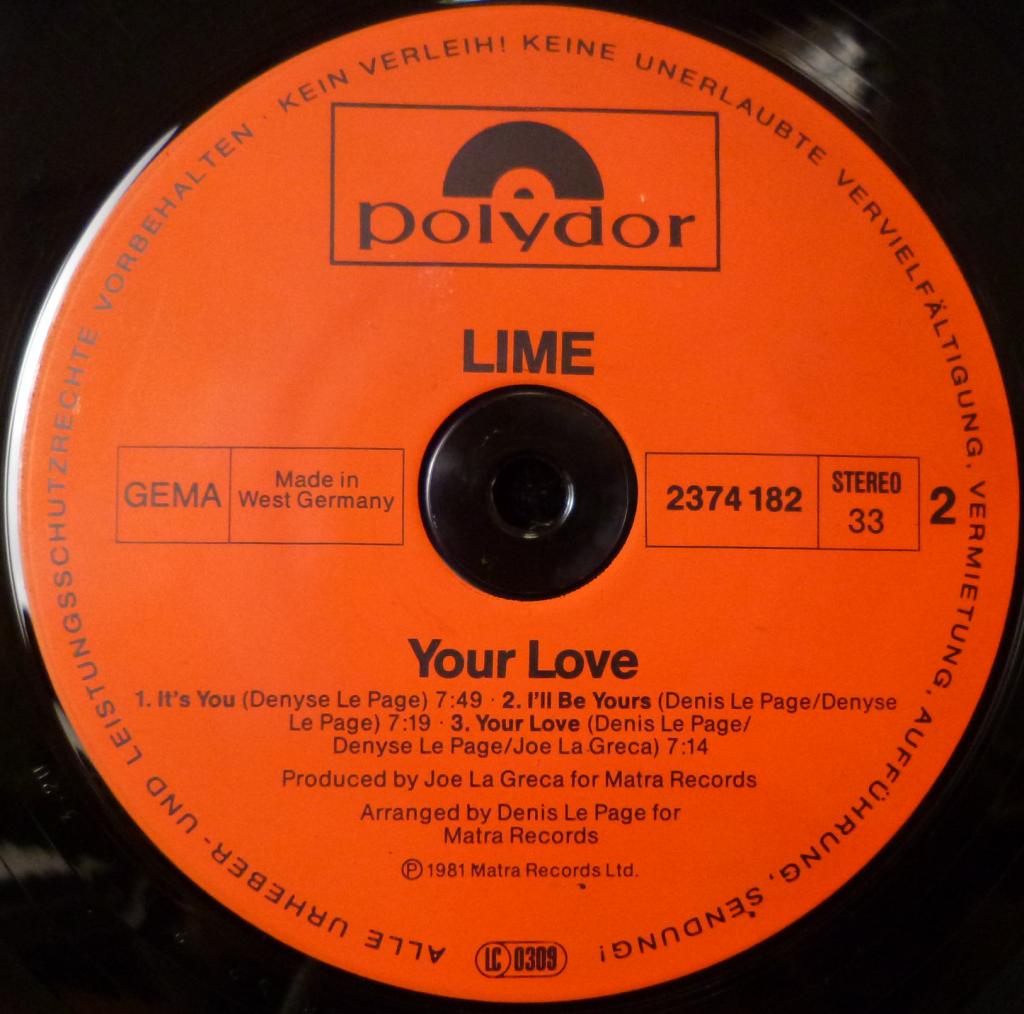 ALLE URHEBER- UND LEISTUNGSSCHUTZRECHTE VORBEHALTEN · KEIN VERLEIH! KEINE UNERLAUBTE VERVIELFÄLTIGUNG, VERMIETUNG, AUFFÜHRUNG, SENDUNG!
polydor
LIME
GEMA
Made in
West Germany
2374 182
STEREO
33
2
Your Love
1. It's You (Denyse Le Page) 7:49 · 2. I'll Be Yours (Denis Le Page/Denyse
Le Page) 7:19 · 3. Your Love (Denis Le Page/
Denyse Le Page/Joe La Greca) 7:14
Produced by Joe La Greca for Matra Records
Arranged by Denis Le Page for
Matra Records
Ⓟ 1981 Matra Records Ltd.
LC 0309